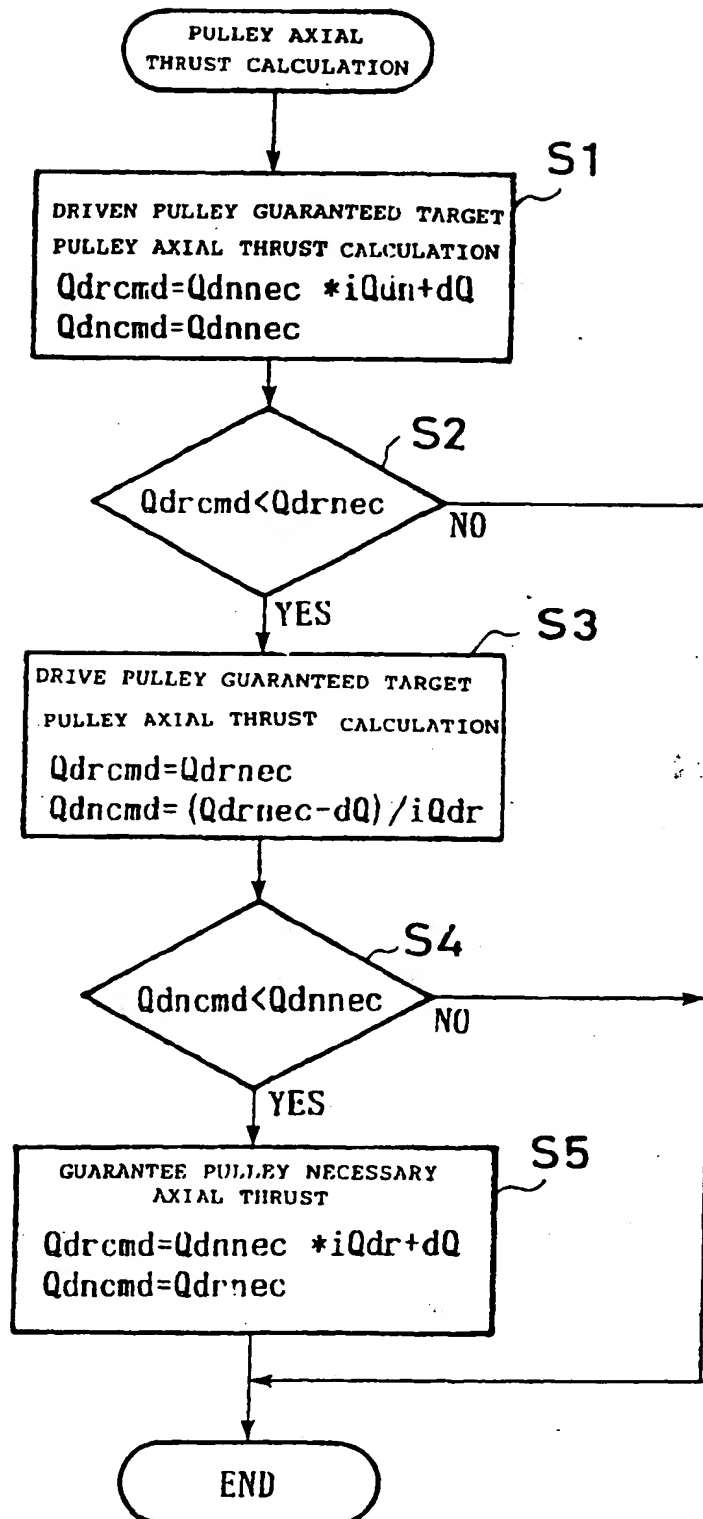 PULLEY AXIAL
THRUST CALCULATION
S1
DRIVEN PULLEY GUARANTEED TARGET
PULLEY AXIAL THRUST CALCULATION
Qdrcmd=Qdnnec *iQdn+dQ
Qdncmd=Qdnnec
S2
Qdrcmd<Qdrnec
NO
YES
S3
DRIVE PULLEY GUARANTEED TARGET
PULLEY AXIAL THRUST CALCULATION
Qdrcmd=Qdrnec
Qdncmd=(Qdrnec-dQ)/iQdr
S4
Qdncmd<Qdnnec
NO
YES
S5
GUARANTEE PULLEY NECESSARY
AXIAL THRUST
Qdrcmd=Qdnnec *iQdr+dQ
Qdncmd=Qdrnec
END